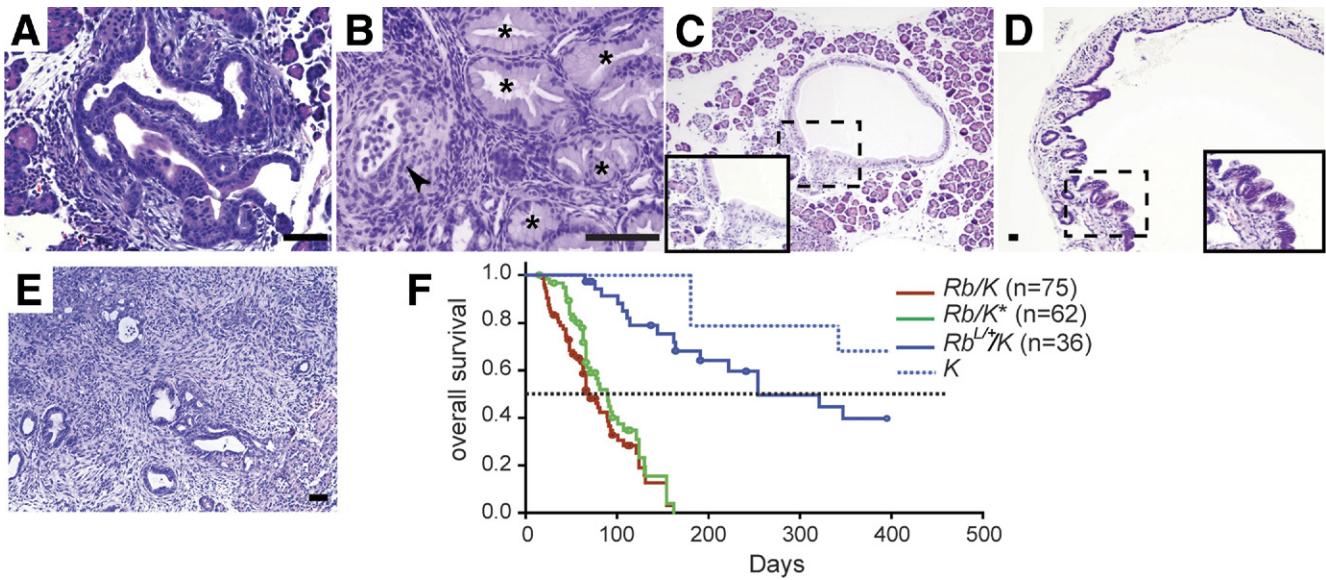 A
B
C
D
*
*
*
*
*
E
F
overall survival
1.0
0.8
0.6
0.4
0.2
0.0
0
100
200
300
400
500
Days
Rb/K (n=75)
Rb/K* (n=62)
Rb^L/+/K (n=36)
K